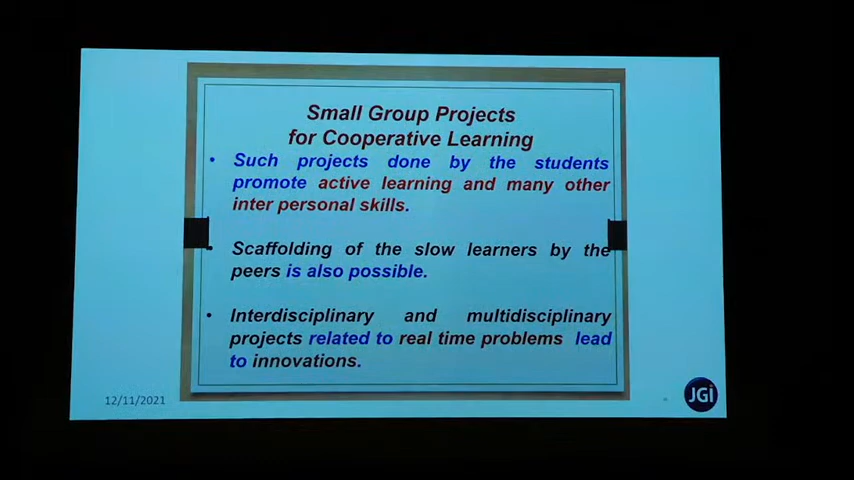 Small Group Projects
for Cooperative Learning
• Such projects done by the students
promote active learning and many other
inter personal skills.
• Scaffolding of the slow learners by the
peers is also possible.
• Interdisciplinary and multidisciplinary
projects related to real time problems lead
to innovations.
12/11/2021
JGi